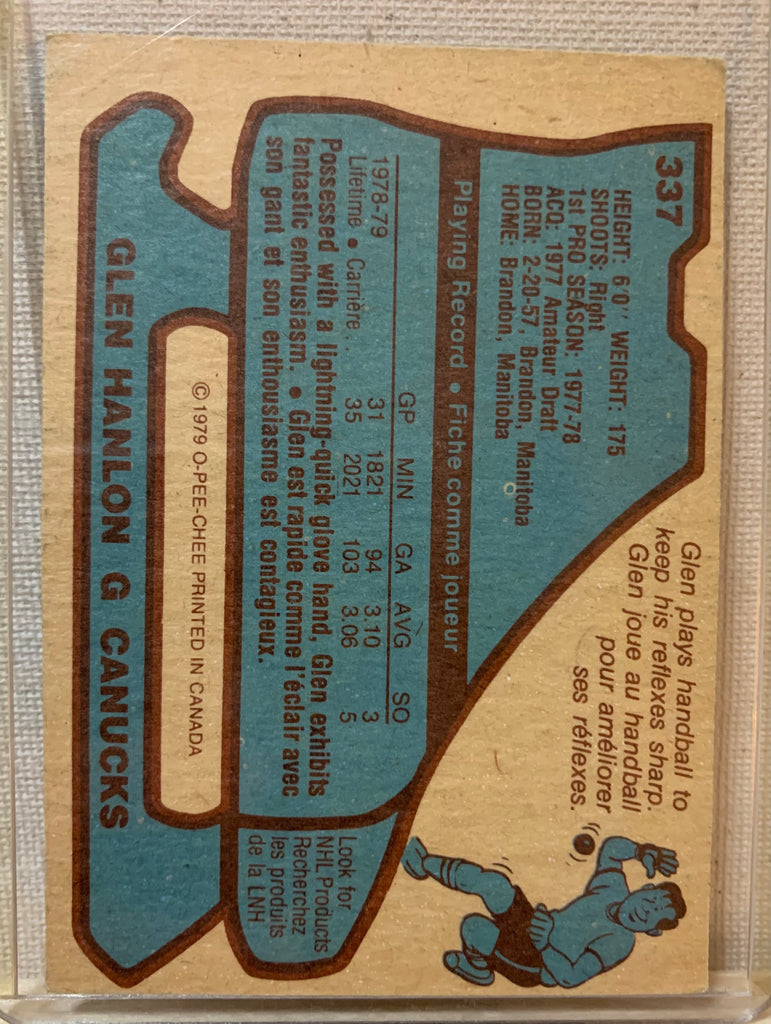 337
HEIGHT: 6'0" WEIGHT: 175
SHOOTS: Right
1st PRO SEASON: 1977-78
ACQ: 1977 Amateur Draft
BORN: 2-20-57, Brandon, Manitoba
HOME: Brandon, Manitoba
Glen plays handball to
keep his reflexes sharp.
Glen joue au handball
pour améliorer
ses réflexes.
Playing Record • Fiche comme joueur
GP MIN GA AVG SO
1978-79 31 1821 94 3.10 3
Lifetime • Carrière... 35 2021 103 3.06 5
Possessed with a lightning-quick glove hand, Glen exhibits
fantastic enthusiasm. • Glen est rapide comme l'éclair avec
son gant et son enthousiasme est contagieux.
Look for
NHL Products
Recherchez
les produits
de la LNH
© 1979 O-PEE-CHEE PRINTED IN CANADA
GLEN HANLON G CANUCKS